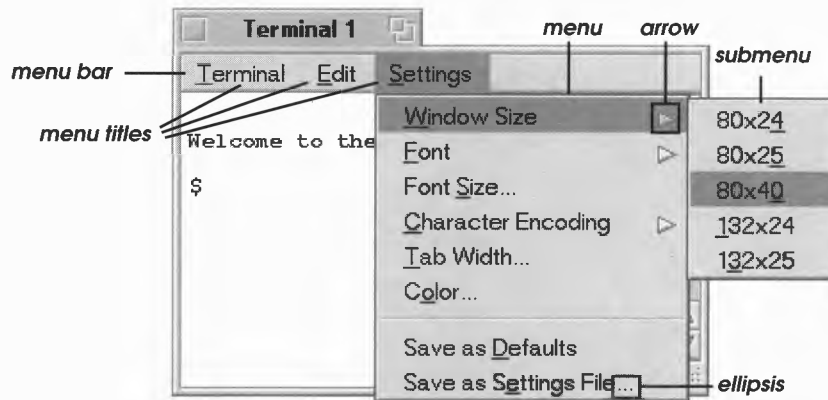 Terminal 1
menu
arrow
submenu
menu bar
Terminal Edit Settings
menu titles
Welcome to the
$
Window Size
Font
Font Size...
Character Encoding
Tab Width...
Color...
Save as Defaults
Save as Settings File...
80x24
80x25
80x40
132x24
132x25
ellipsis